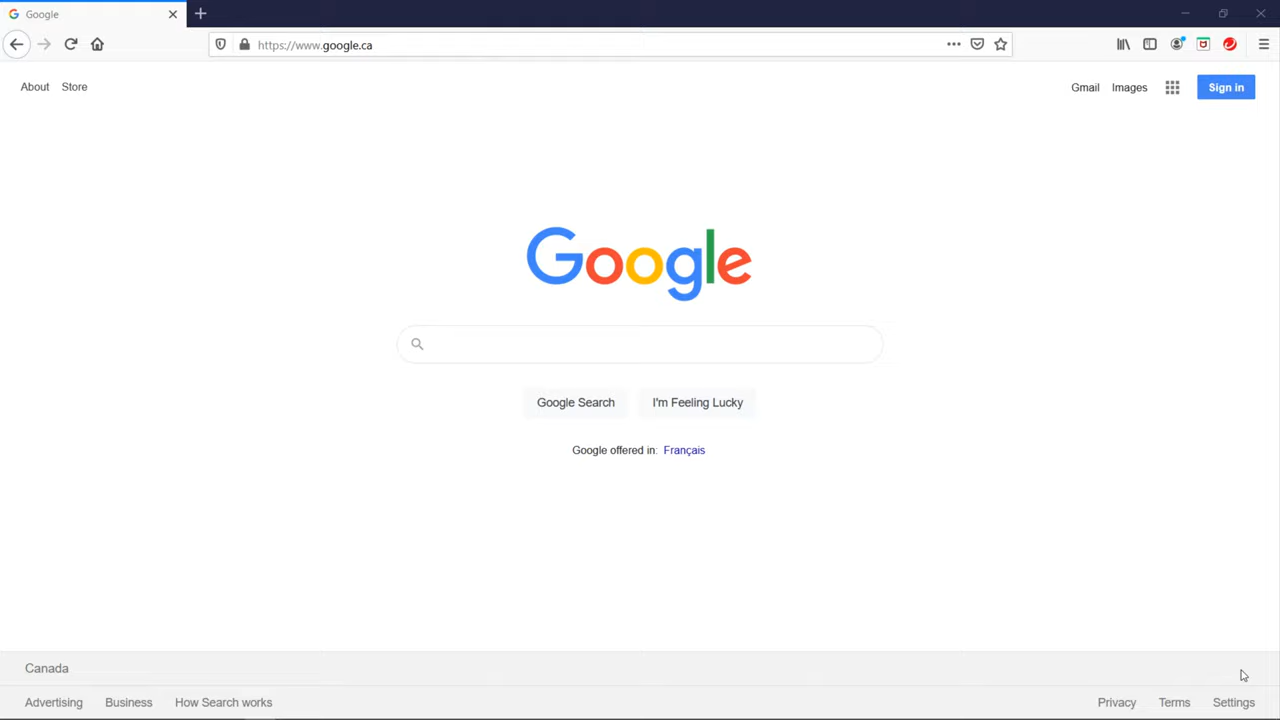 Google
https://www.google.ca
About Store
Gmail Images Sign in
Google
Google Search I'm Feeling Lucky
Google offered in: Français
Canada
Advertising Business How Search works
Privacy Terms Settings